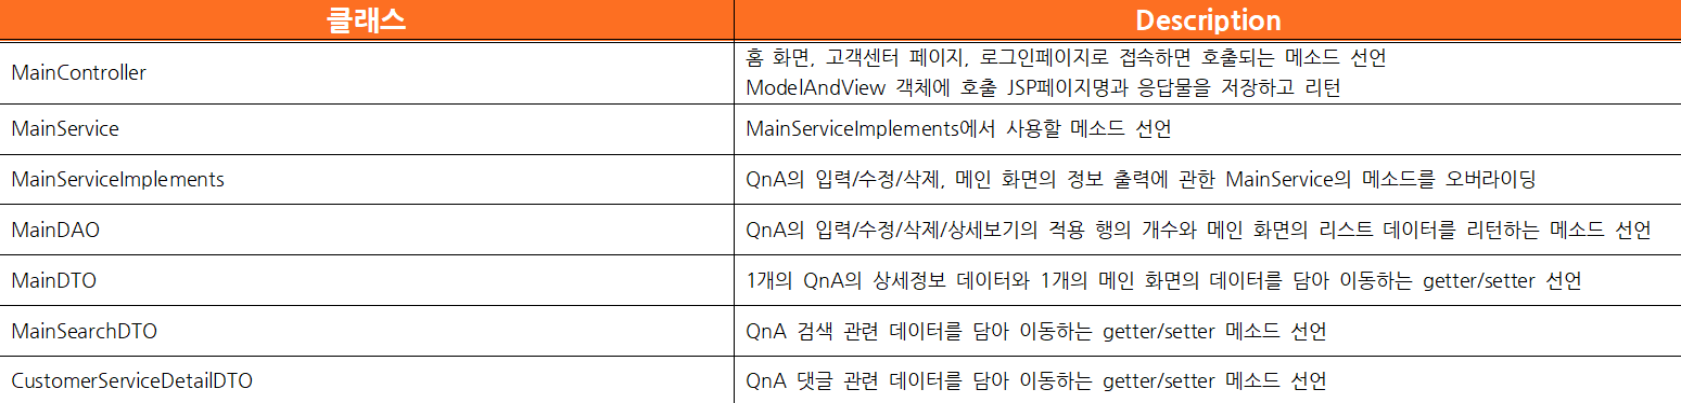 클래스 Description
MainController
홈 화면, 고객센터 페이지, 로그인페이지로 접속하면 호출되는 메소드 선언
ModelAndView 객체에 호출 JSP페이지명과 응답물을 저장하고 리턴
MainService MainServiceImplements에서 사용할 메소드 선언
MainServiceImplements QnA의 입력/수정/삭제, 메인 화면의 정보 출력에 관한 MainService의 메소드를 오버라이딩
MainDAO QnA의 입력/수정/삭제/상세보기의 적용 행의 개수와 메인 화면의 리스트 데이터를 리턴하는 메소드 선언
MainDTO 1개의 QnA의 상세정보 데이터와 1개의 메인 화면의 데이터를 담아 이동하는 getter/setter 선언
MainSearchDTO QnA 검색 관련 데이터를 담아 이동하는 getter/setter 메소드 선언
CustomerServiceDetailDTO QnA 댓글 관련 데이터를 담아 이동하는 getter/setter 메소드 선언